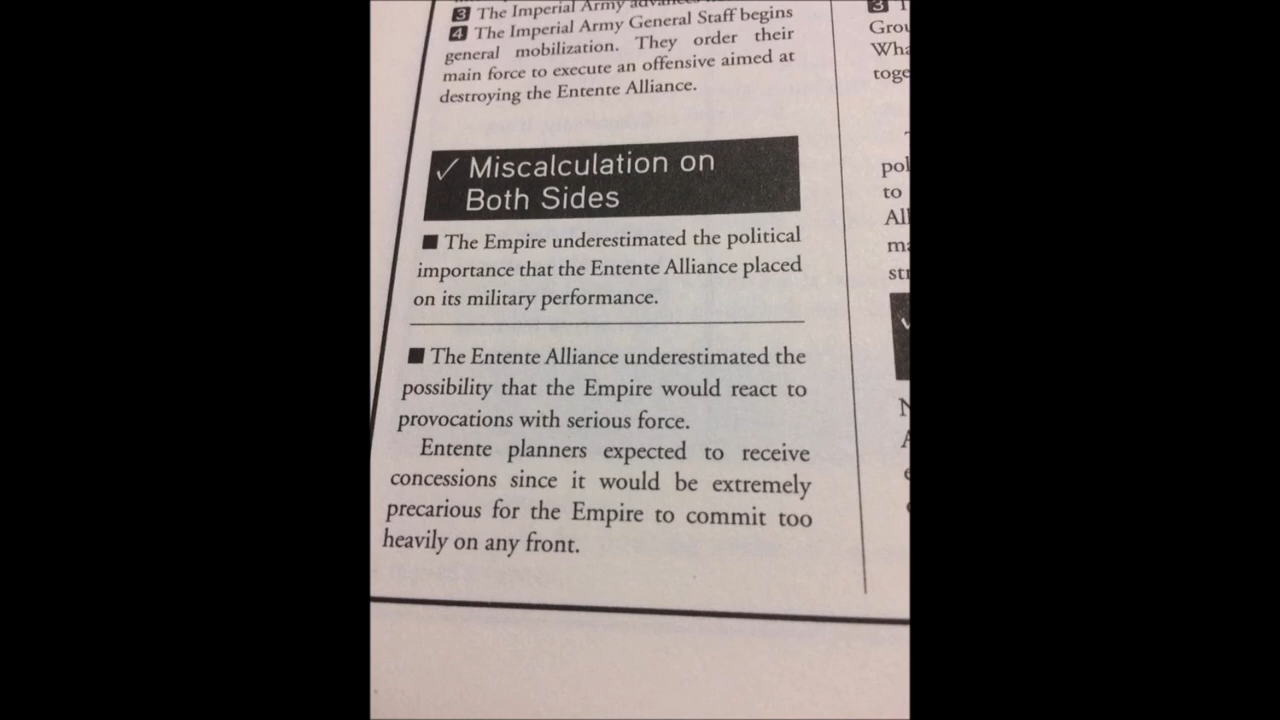 3 The Imperial Army advances
4 The Imperial Army General Staff begins
general mobilization. They order their
main force to execute an offensive aimed at
destroying the Entente Alliance.
✓ Miscalculation on
Both Sides
■ The Empire underestimated the political
importance that the Entente Alliance placed
on its military performance.
■ The Entente Alliance underestimated the
possibility that the Empire would react to
provocations with serious force.
Entente planners expected to receive
concessions since it would be extremely
precarious for the Empire to commit too
heavily on any front.
3